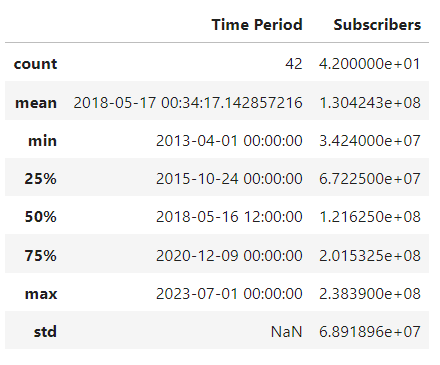 Time Period Subscribers
count 42 4.200000e+01
mean 2018-05-17 00:34:17.142857216 1.304243e+08
min 2013-04-01 00:00:00 3.424000e+07
25% 2015-10-24 00:00:00 6.722500e+07
50% 2018-05-16 12:00:00 1.216250e+08
75% 2020-12-09 00:00:00 2.015325e+08
max 2023-07-01 00:00:00 2.383900e+08
std NaN 6.891896e+07